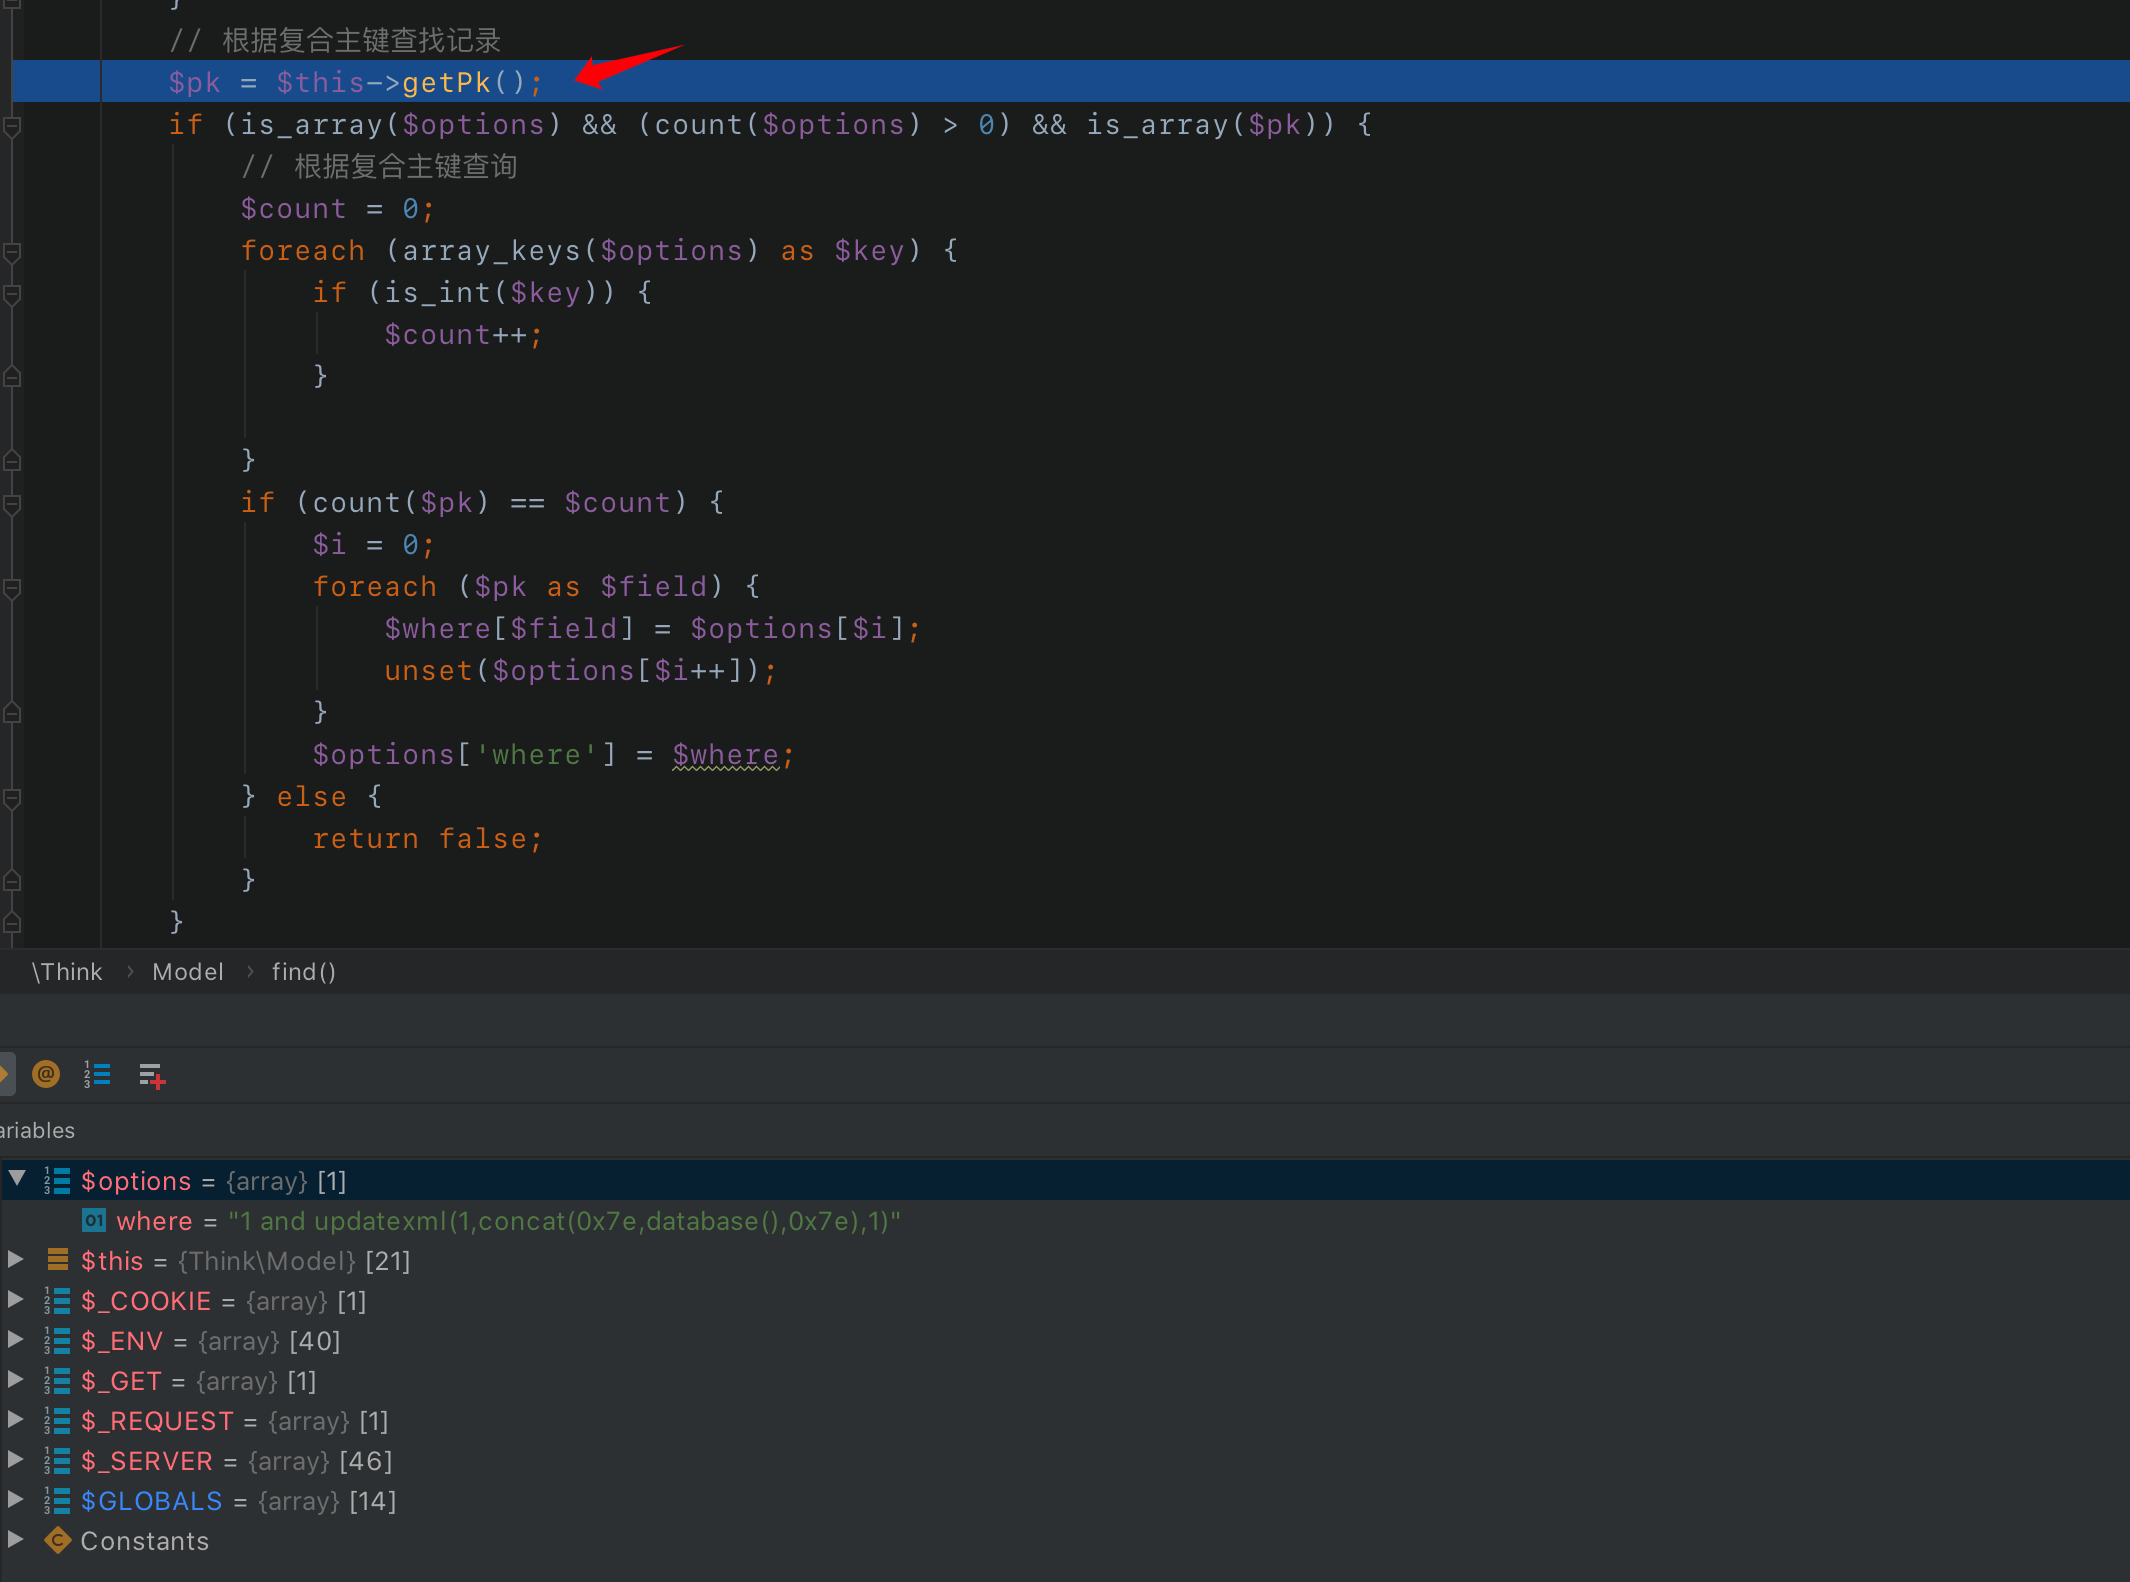 }
// 根据复合主键查找记录
$pk = $this->getPk();
if (is_array($options) && (count($options) > 0) && is_array($pk)) {
// 根据复合主键查询
$count = 0;
foreach (array_keys($options) as $key) {
if (is_int($key)) {
$count++;
}
}
if (count($pk) == $count) {
$i = 0;
foreach ($pk as $field) {
$where[$field] = $options[$i];
unset($options[$i++]);
}
$options['where'] = $where;
} else {
return false;
}
}
\Think › Model › find()
ariables
$options = {array} [1]
where = "1 and updatexml(1,concat(0x7e,database(),0x7e),1)"
$this = {Think\Model} [21]
$_COOKIE = {array} [1]
$_ENV = {array} [40]
$_GET = {array} [1]
$_REQUEST = {array} [1]
$_SERVER = {array} [46]
$GLOBALS = {array} [14]
Constants